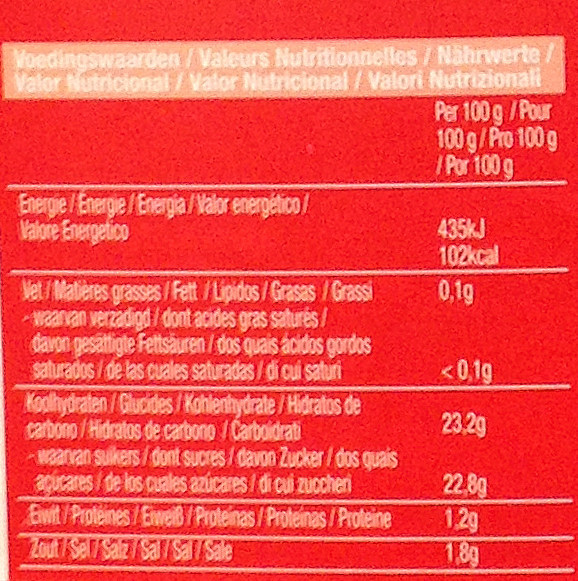 Voedingswaarden / Valeurs Nutritionnelles / Nährwerte /
Valor Nutricional / Valor Nutricional / Valori Nutrizionali
Per 100 g / Pour
100 g / Pro 100 g
/ Por 100 g
Energie / Énergie / Energia / Valor energético /
Valore Energetico
435kJ
102kcal
Vet / Matières grasses / Fett / Lípidos / Grasas / Grassi 0,1g
- waarvan verzadigd / dont acides gras saturés /
davon gesättigte Fettsäuren / dos quais ácidos gordos
saturados / de las cuales saturadas / di cui saturi < 0,1g
Koolhydraten / Glucides / Kohlenhydrate / Hidratos de
carbono / Hidratos de carbono / Carboidrati 23,2g
- waarvan suikers / dont sucres / davon Zucker / dos quais
açúcares / de los cuales azúcares / di cui zuccheri 22,8g
Eiwit / Protéines / Eiweiß / Proteínas / Proteínas / Proteine 1,2g
Zout / Sel / Salz / Sal / Sal / Sale 1,8g